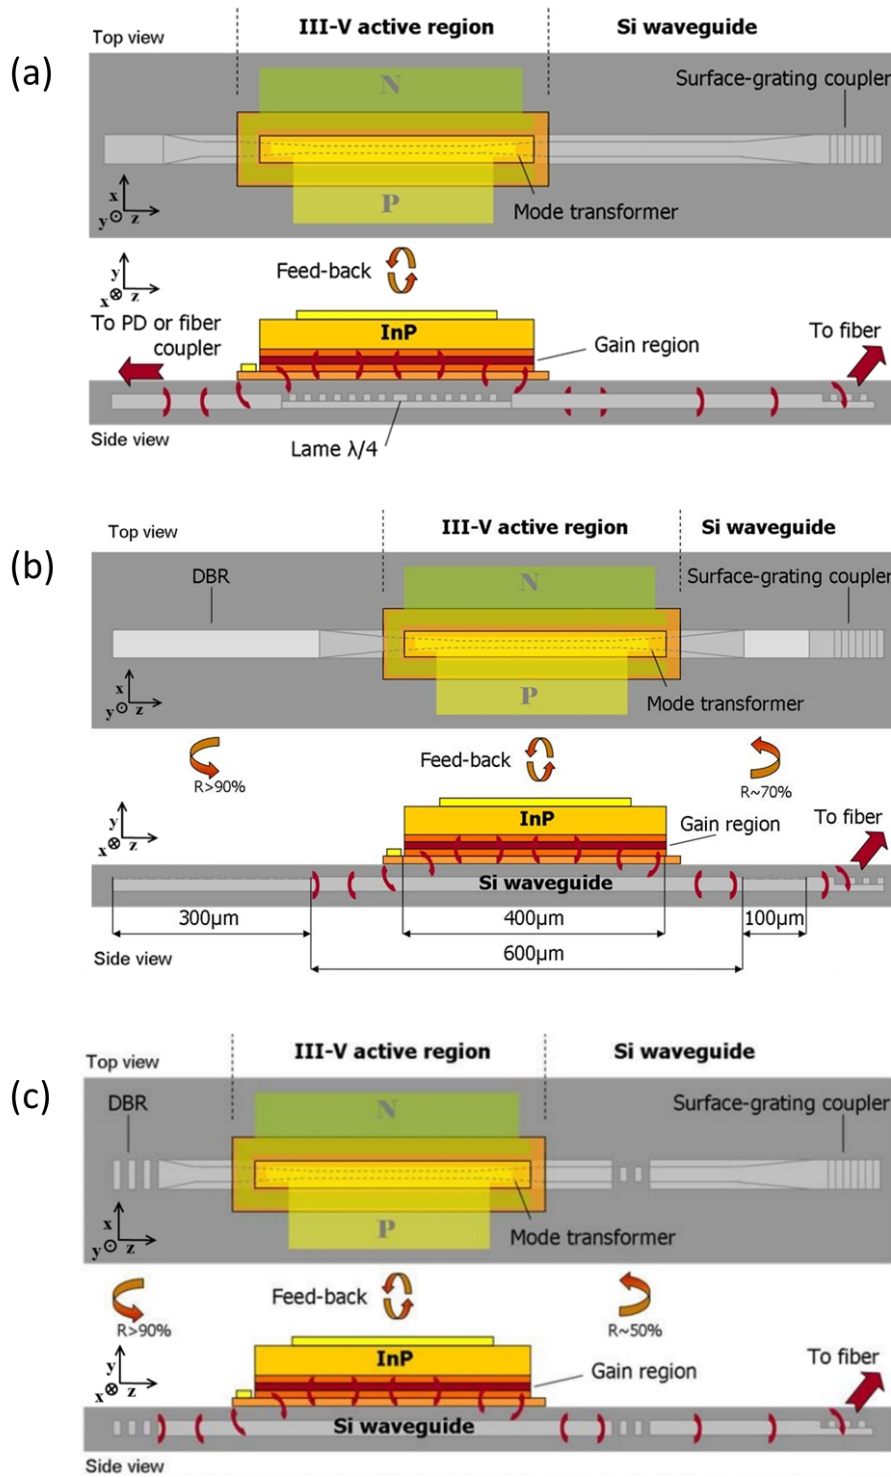 (a)
Top view
III-V active region
Si waveguide
Surface-grating coupler
N
P
Mode transformer
x
y
z
y
x
z
Feed-back
To PD or fiber
coupler
InP
Gain region
To fiber
Lame λ/4
Side view
(b)
Top view
III-V active region
Si waveguide
DBR
Surface-grating coupler
N
P
Mode transformer
x
y
z
R>90%
Feed-back
R~70%
y
x
z
InP
Gain region
To fiber
Si waveguide
300μm
400μm
100μm
600μm
Side view
(c)
Top view
III-V active region
Si waveguide
DBR
Surface-grating coupler
N
P
Mode transformer
x
y
z
R>90%
Feed-back
R~50%
y
x
z
InP
Gain region
To fiber
Si waveguide
Side view